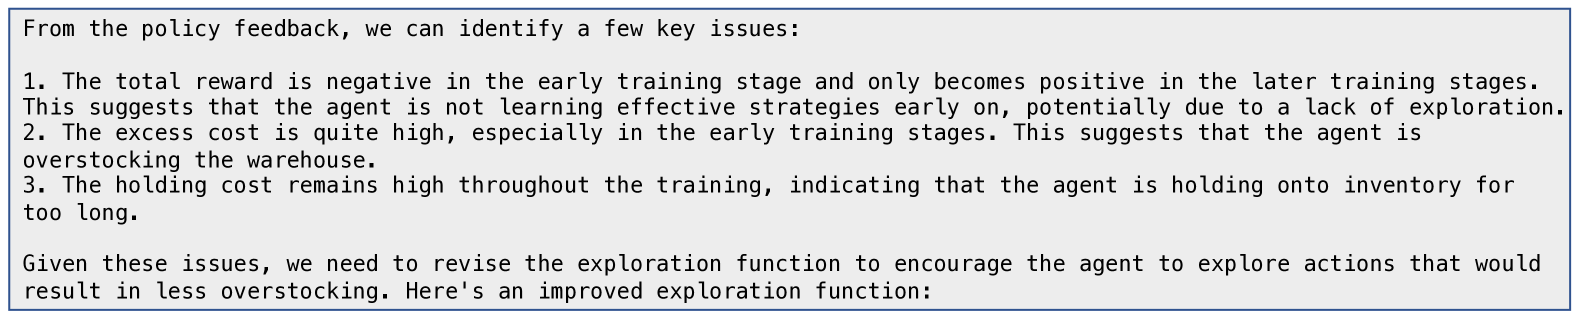 From the policy feedback, we can identify a few key issues:
1. The total reward is negative in the early training stage and only becomes positive in the later training stages.
This suggests that the agent is not learning effective strategies early on, potentially due to a lack of exploration.
2. The excess cost is quite high, especially in the early training stages. This suggests that the agent is
overstocking the warehouse.
3. The holding cost remains high throughout the training, indicating that the agent is holding onto inventory for
too long.
Given these issues, we need to revise the exploration function to encourage the agent to explore actions that would
result in less overstocking. Here's an improved exploration function: